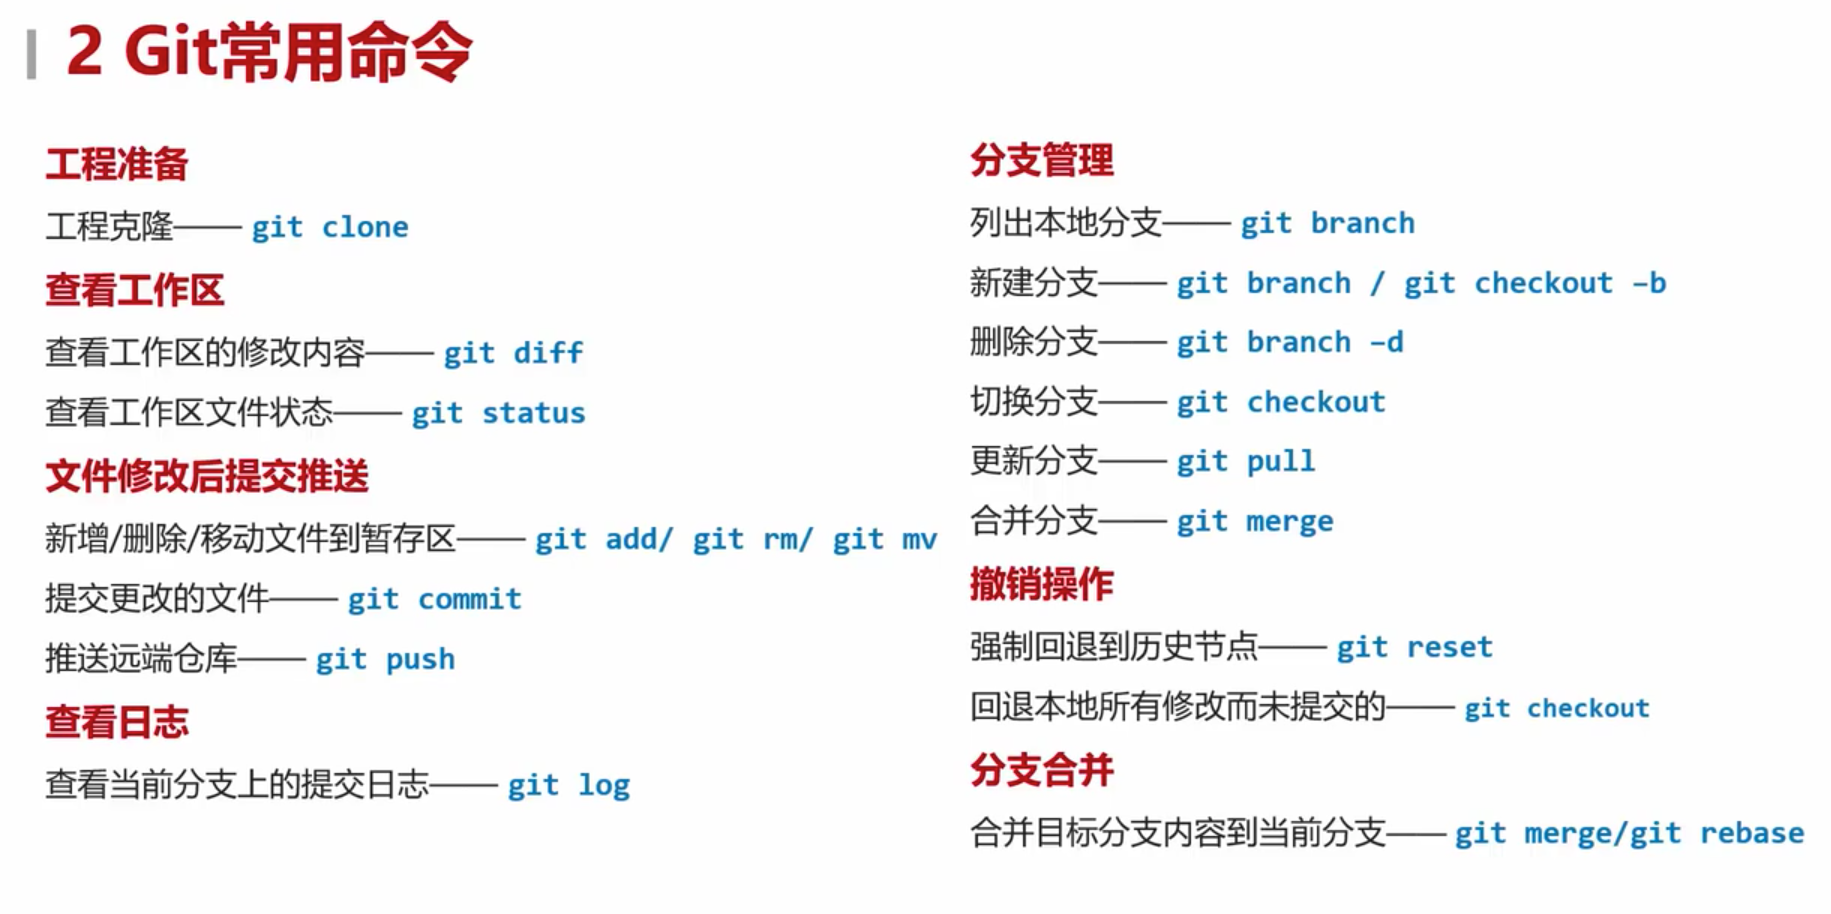 2 Git常用命令
工程准备
工程克隆—— git clone
查看工作区
查看工作区的修改内容—— git diff
查看工作区文件状态—— git status
文件修改后提交推送
新增/删除/移动文件到暂存区—— git add/ git rm/ git mv
提交更改的文件—— git commit
推送远端仓库—— git push
查看日志
查看当前分支上的提交日志—— git log
分支管理
列出本地分支—— git branch
新建分支—— git branch / git checkout –b
删除分支—— git branch –d
切换分支—— git checkout
更新分支—— git pull
合并分支—— git merge
撤销操作
强制回退到历史节点—— git reset
回退本地所有修改而未提交的—— git checkout
分支合并
合并目标分支内容到当前分支—— git merge/git rebase